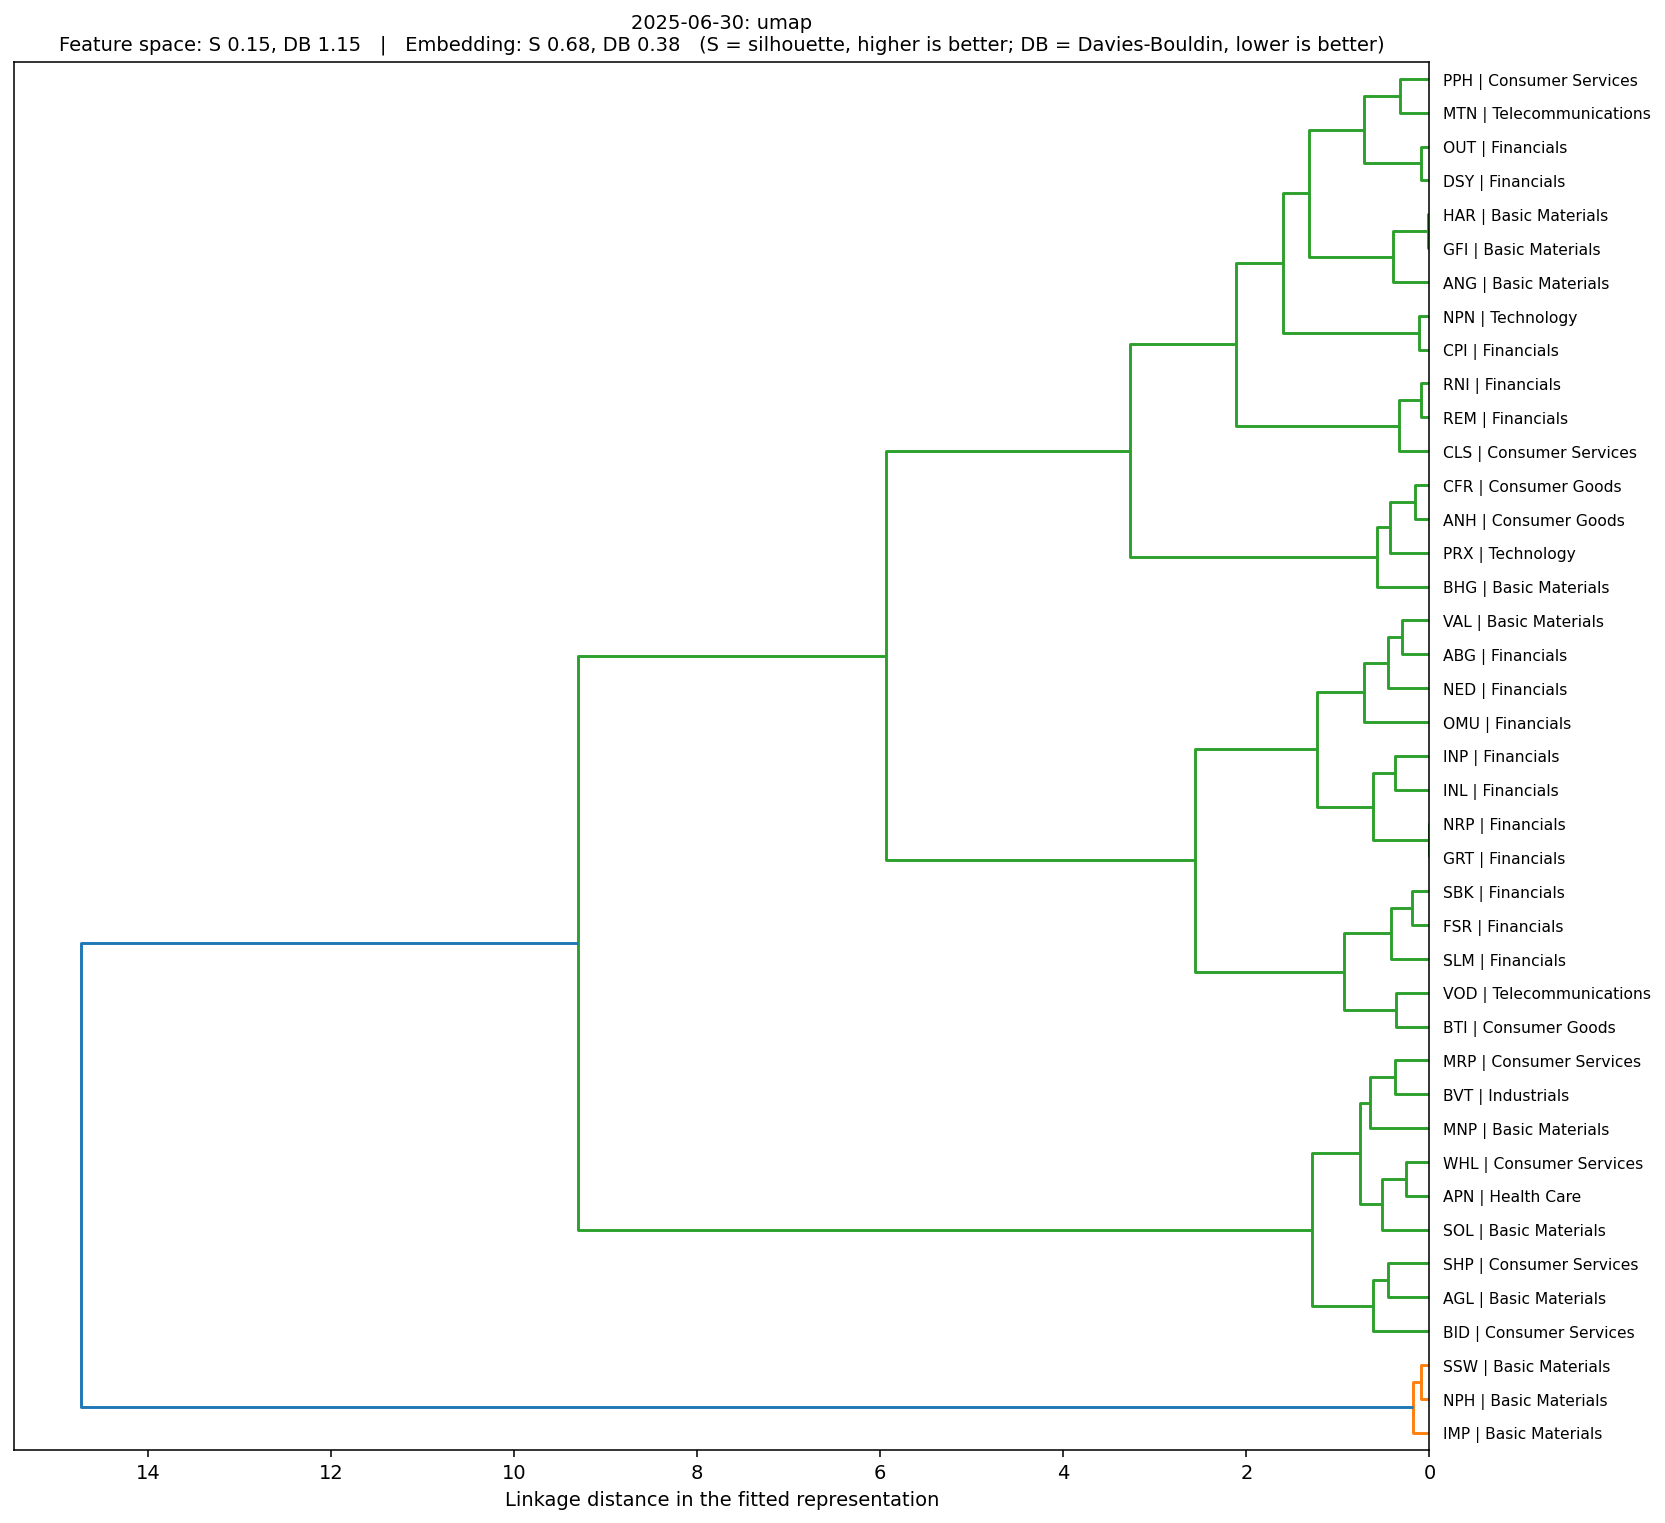 2025-06-30: umap
Feature space: S 0.15, DB 1.15   |   Embedding: S 0.68, DB 0.38   (S = silhouette, higher is better; DB = Davies-Bouldin, lower is better)
PPH | Consumer Services
MTN | Telecommunications
OUT | Financials
DSY | Financials
HAR | Basic Materials
GFI | Basic Materials
ANG | Basic Materials
NPN | Technology
CPI | Financials
RNI | Financials
REM | Financials
CLS | Consumer Services
CFR | Consumer Goods
ANH | Consumer Goods
PRX | Technology
BHG | Basic Materials
VAL | Basic Materials
ABG | Financials
NED | Financials
OMU | Financials
INP | Financials
INL | Financials
NRP | Financials
GRT | Financials
SBK | Financials
FSR | Financials
SLM | Financials
VOD | Telecommunications
BTI | Consumer Goods
MRP | Consumer Services
BVT | Industrials
MNP | Basic Materials
WHL | Consumer Services
APN | Health Care
SOL | Basic Materials
SHP | Consumer Services
AGL | Basic Materials
BID | Consumer Services
SSW | Basic Materials
NPH | Basic Materials
IMP | Basic Materials
14 12 10 8 6 4 2 0
Linkage distance in the fitted representation